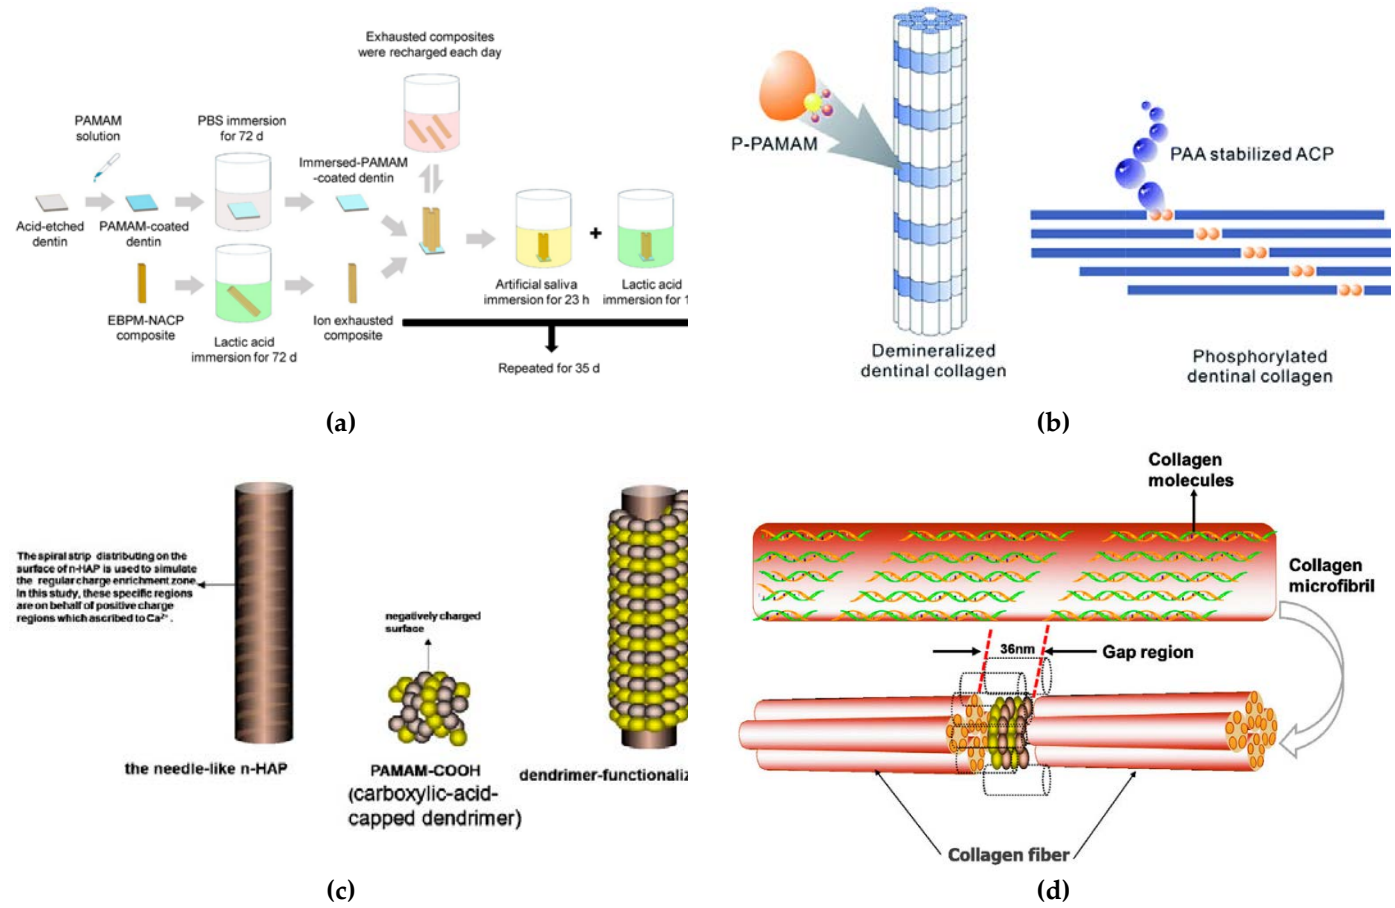 Exhausted composites
were recharged each day
PAMAM
solution
PBS immersion
for 72 d
Immersed-PAMAM
-coated dentin
Acid-etched
dentin
PAMAM-coated
dentin
EBPM-NACP
composite
Lactic acid
immersion for 72 d
Ion exhausted
composite
Artificial saliva
immersion for 23 h
+
Lactic acid
immersion for 1
Repeated for 35 d
(a)
P-PAMAM
Demineralized
dentinal collagen
PAA stabilized ACP
Phosphorylated
dentinal collagen
(b)
The spiral strip distributing on the
surface of n-HAP is used to simulate
the regular charge enrichment zone.
In this study, these specific regions
are on behalf of positive charge
regions which ascribed to Ca²⁺.
the needle-like n-HAP
negatively charged
surface
PAMAM-COOH
(carboxylic-acid-
capped dendrimer)
dendrimer-functionaliz
(c)
Collagen
molecules
Collagen
microfibril
36nm
Gap region
Collagen fiber
(d)